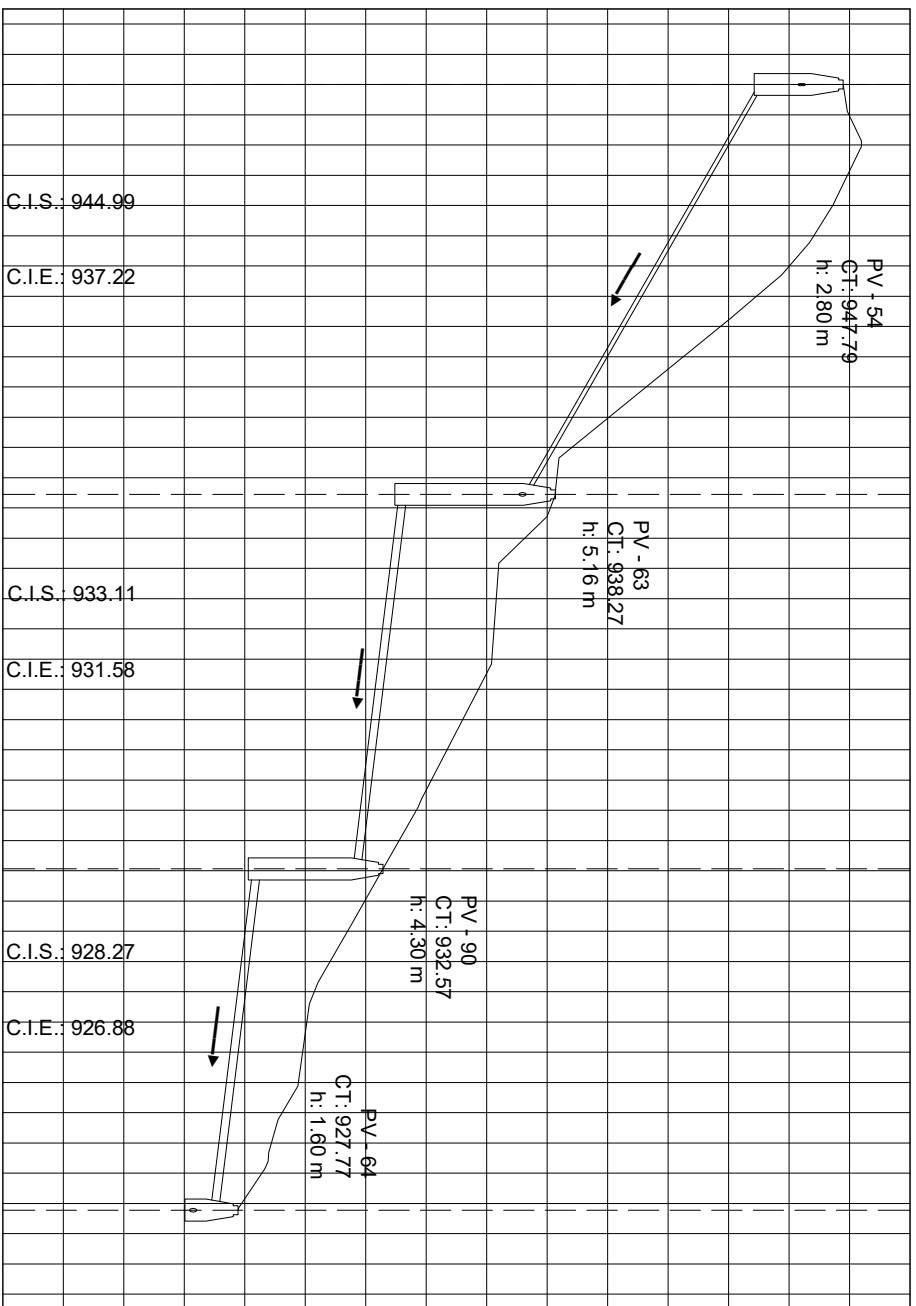 PV - 54
CT: 947.79
h: 2.80 m
C.I.S.: 944.99
C.I.E.: 937.22
PV - 63
CT: 938.27
h: 5.16 m
C.I.S.: 933.11
C.I.E.: 931.58
PV - 90
CT: 932.57
h: 4.30 m
C.I.S.: 928.27
C.I.E.: 926.88
PV - 64
CT: 927.77
h: 1.60 m